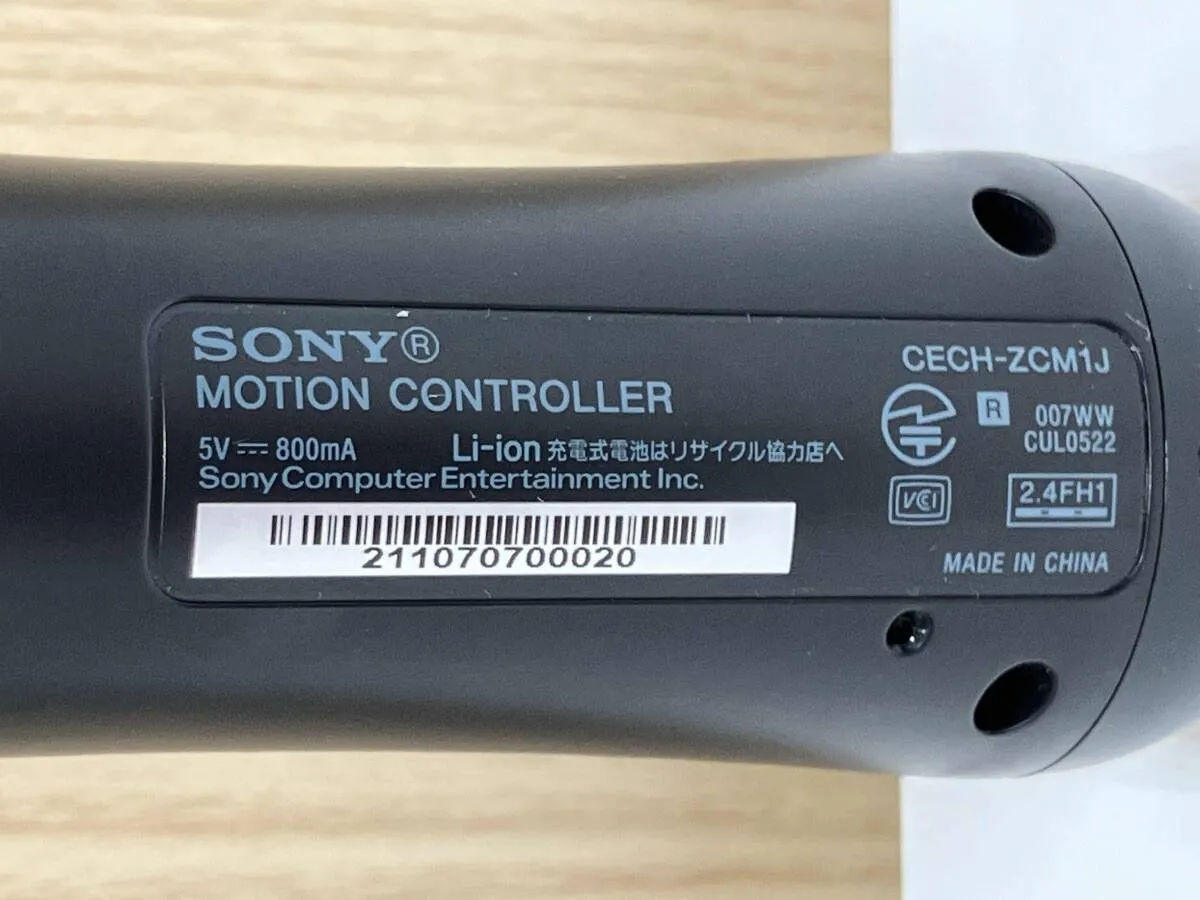 SONY®
MOTION CONTROLLER
5V⎓800mA
Li-ion 充電式電池はリサイクル協力店へ
Sony Computer Entertainment Inc.
211070700020
CECH-ZCM1J
R 007WW
CUL0522
VCCI
2.4FH1
MADE IN CHINA